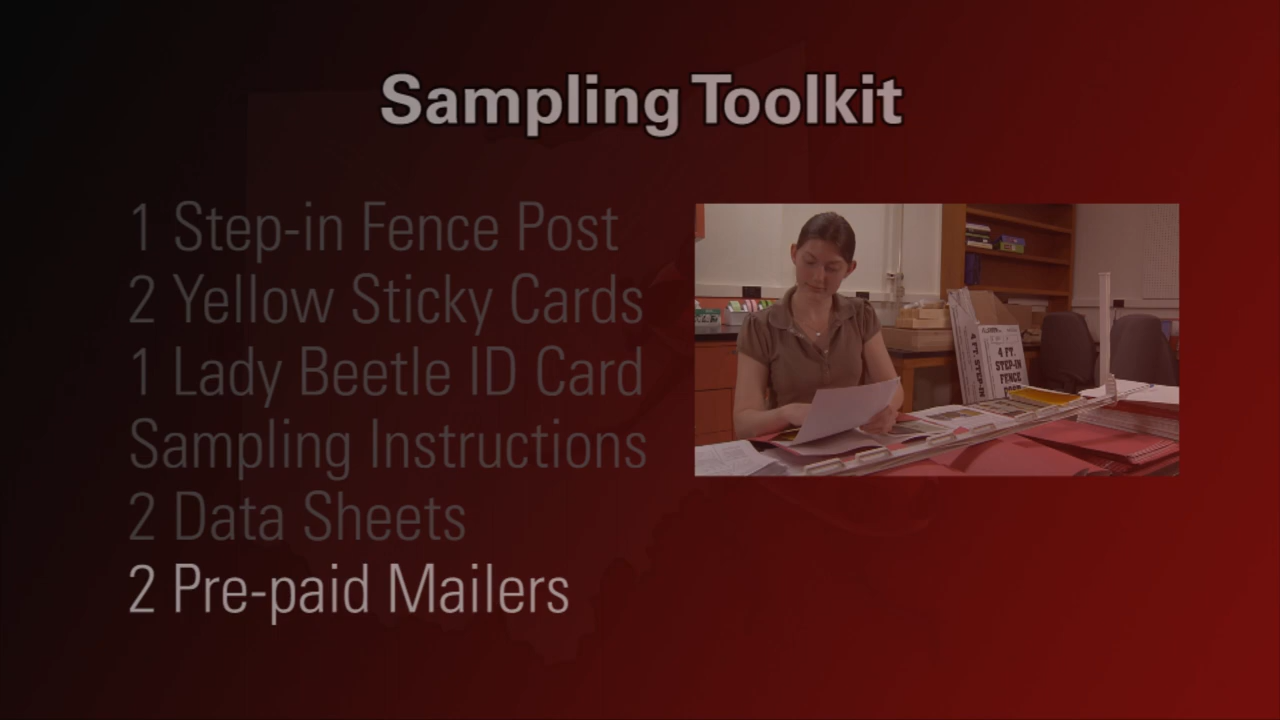 Sampling Toolkit
1 Step-in Fence Post
2 Yellow Sticky Cards
1 Lady Beetle ID Card
Sampling Instructions
2 Data Sheets
2 Pre-paid Mailers
4 FT.
STEP-IN
FENCE